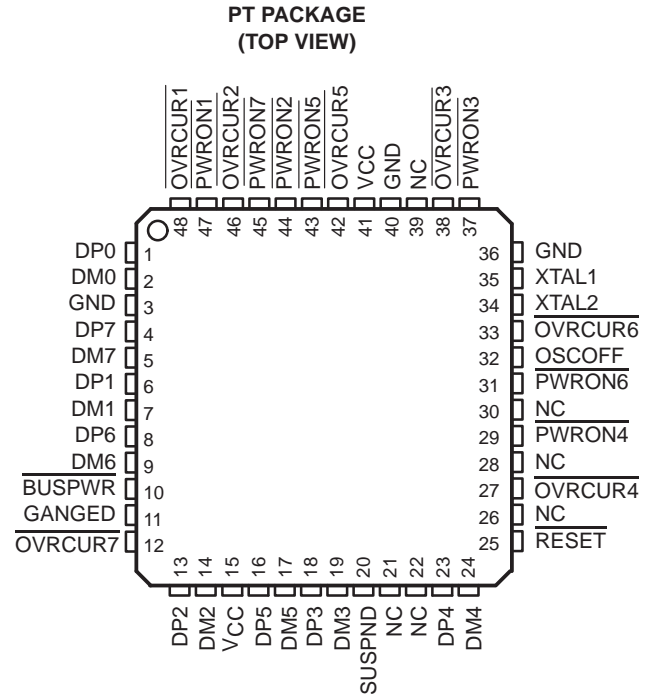 PT PACKAGE
(TOP VIEW)
OVRCUR1
PWRON1
OVRCUR2
PWRON7
PWRON2
PWRON5
OVRCUR5
VCC
GND
NC
OVRCUR3
PWRON3
48 47 46 45 44 43 42 41 40 39 38 37
DP0 1
DM0 2
GND 3
DP7 4
DM7 5
DP1 6
DM1 7
DP6 8
DM6 9
BUSPWR 10
GANGED 11
OVRCUR7 12
36 GND
35 XTAL1
34 XTAL2
33 OVRCUR6
32 OSCOFF
31 PWRON6
30 NC
29 PWRON4
28 NC
27 OVRCUR4
26 NC
25 RESET
13 14 15 16 17 18 19 20 21 22 23 24
DP2
DM2
VCC
DP5
DM5
DP3
DM3
SUSPND
NC
NC
DP4
DM4